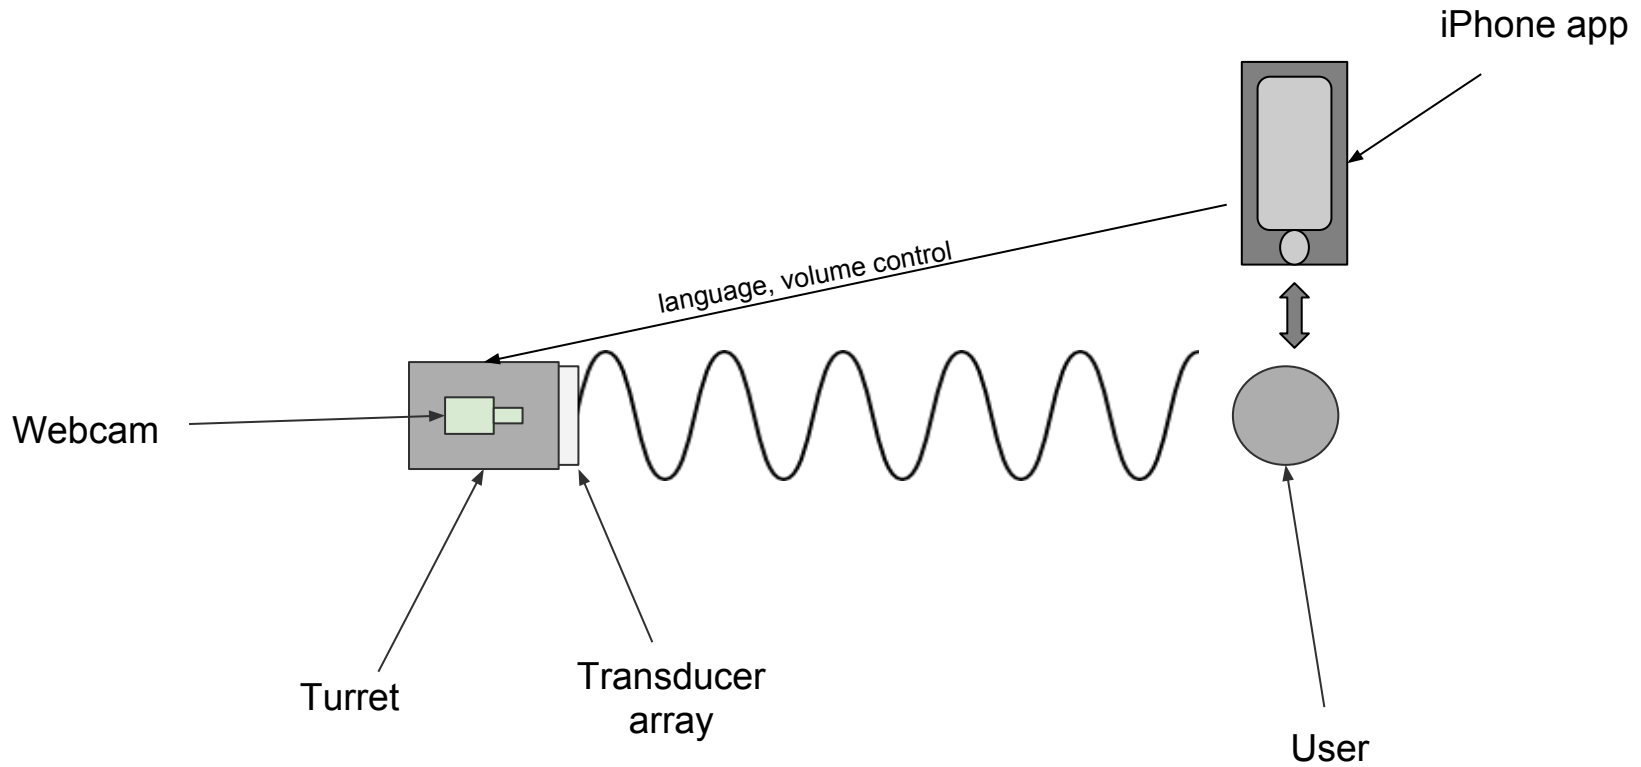 iPhone app
language, volume control
Webcam
Turret
Transducer
array
User